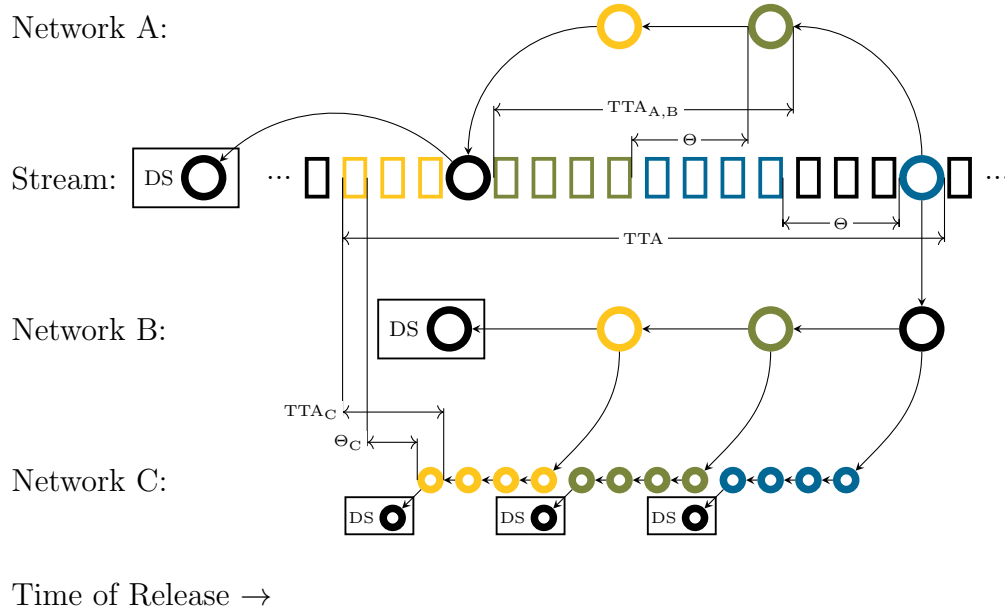 Network A:
TTA_A,B
Θ
Stream:
DS
...
...
Θ
TTA
Network B:
DS
TTA_C
Θ_C
Network C:
DS
DS
DS
Time of Release →